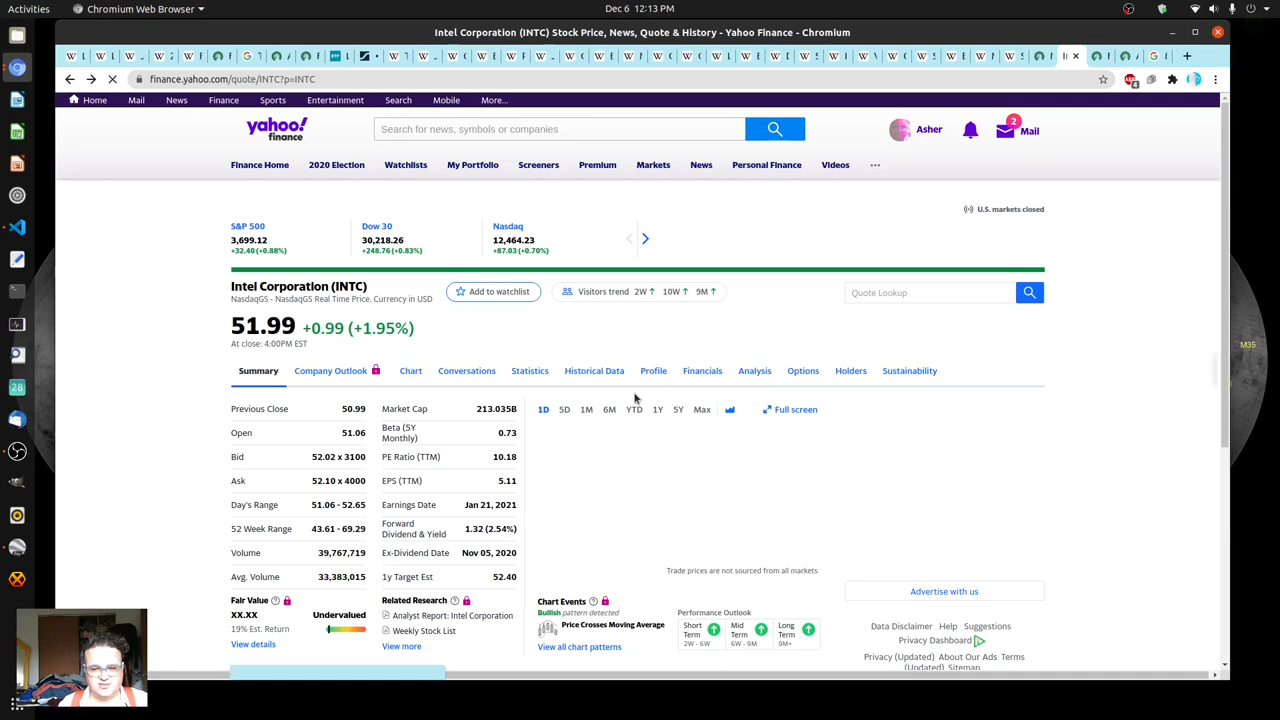 Activities
Chromium Web Browser
Dec 6 12:13 PM
Intel Corporation (INTC) Stock Price, News, Quote & History - Yahoo Finance - Chromium
finance.yahoo.com/quote/INTC?p=INTC
Home Mail News Finance Sports Entertainment Search Mobile More...
yahoo! finance
Search for news, symbols or companies
Asher
2
Mail
Finance Home 2020 Election Watchlists My Portfolio Screeners Premium Markets News Personal Finance Videos
U.S. markets closed
S&P 500 Dow 30 Nasdaq
3,699.12 30,218.26 12,464.23
+32.40 (+0.88%) +248.76 (+0.83%) +87.03 (+0.70%)
Intel Corporation (INTC)
NasdaqGS - NasdaqGS Real Time Price. Currency in USD
Add to watchlist
Visitors trend 2W 10W 9M
Quote Lookup
51.99 +0.99 (+1.95%)
At close: 4:00PM EST
Summary Company Outlook Chart Conversations Statistics Historical Data Profile Financials Analysis Options Holders Sustainability
Previous Close 50.99
Open 51.06
Bid 52.02 x 3100
Ask 52.10 x 4000
Day's Range 51.06 - 52.65
52 Week Range 43.61 - 69.29
Volume 39,767,719
Avg. Volume 33,383,015
Market Cap 213.035B
Beta (5Y Monthly) 0.73
PE Ratio (TTM) 10.18
EPS (TTM) 5.11
Earnings Date Jan 21, 2021
Forward Dividend & Yield 1.32 (2.54%)
Ex-Dividend Date Nov 05, 2020
1y Target Est 52.40
Fair Value
XX.XX Undervalued
19% Est. Return
View details
Related Research
Analyst Report: Intel Corporation
Weekly Stock List
View more
1D 5D 1M 6M YTD 1Y 5Y Max
Full screen
Trade prices are not sourced from all markets
Chart Events
Bullish pattern detected
Price Crosses Moving Average
View all chart patterns
Performance Outlook
Short Term 2W - 6W
Mid Term 6W - 9M
Long Term 9M+
Advertise with us
Data Disclaimer Help Suggestions
Privacy Dashboard
Privacy (Updated) About Our Ads Terms
(Updated) Sitemap
28
M35